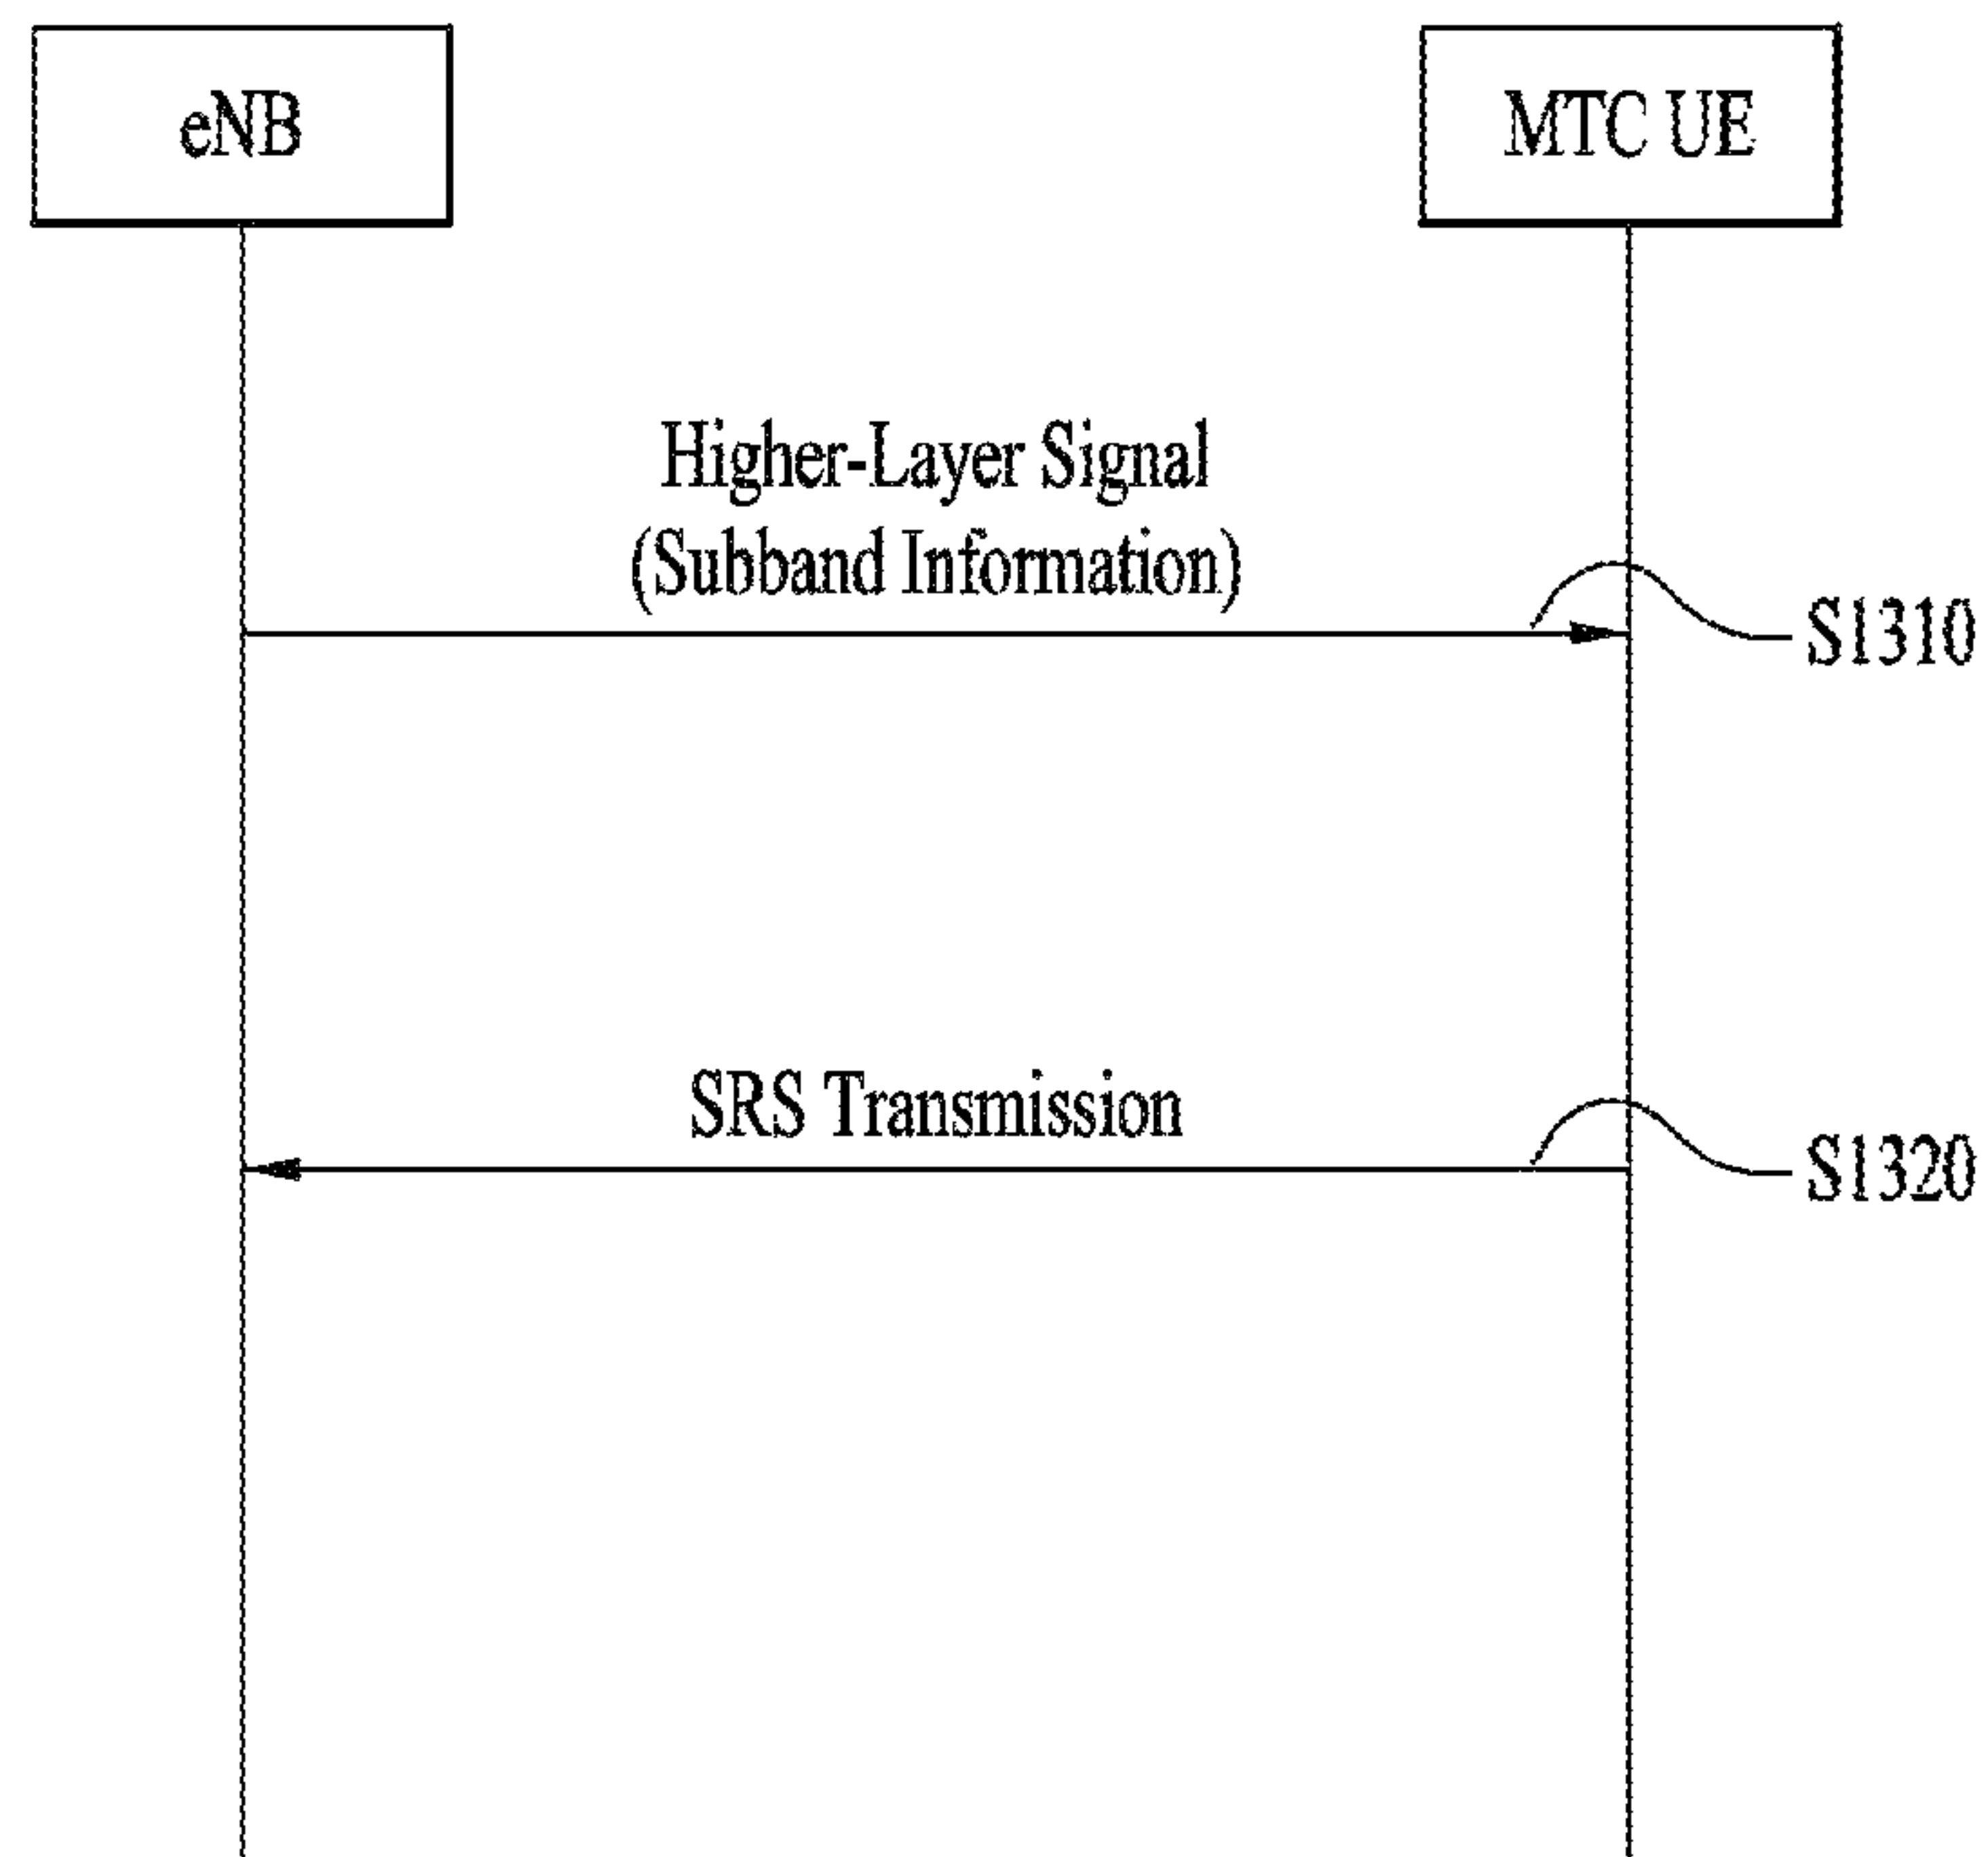 eNB
MTC UE
Higher-Layer Signal
(Subband Information)
S1310
SRS Transmission
S1320